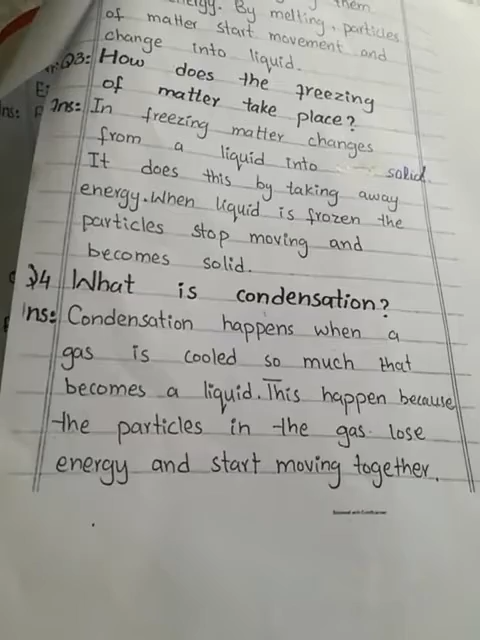 them
energy. By melting, particles
of matter start movement and
change into liquid.
Q3: How does the freezing
of matter take place?
Ans: In freezing matter changes
from a liquid into solid.
It does this by taking away
energy. When liquid is frozen the
particles stop moving and
becomes solid.
Q4 What is condensation?
Ans: Condensation happens when a
gas is cooled so much that
becomes a liquid. This happen because
the particles in the gas lose
energy and start moving together.